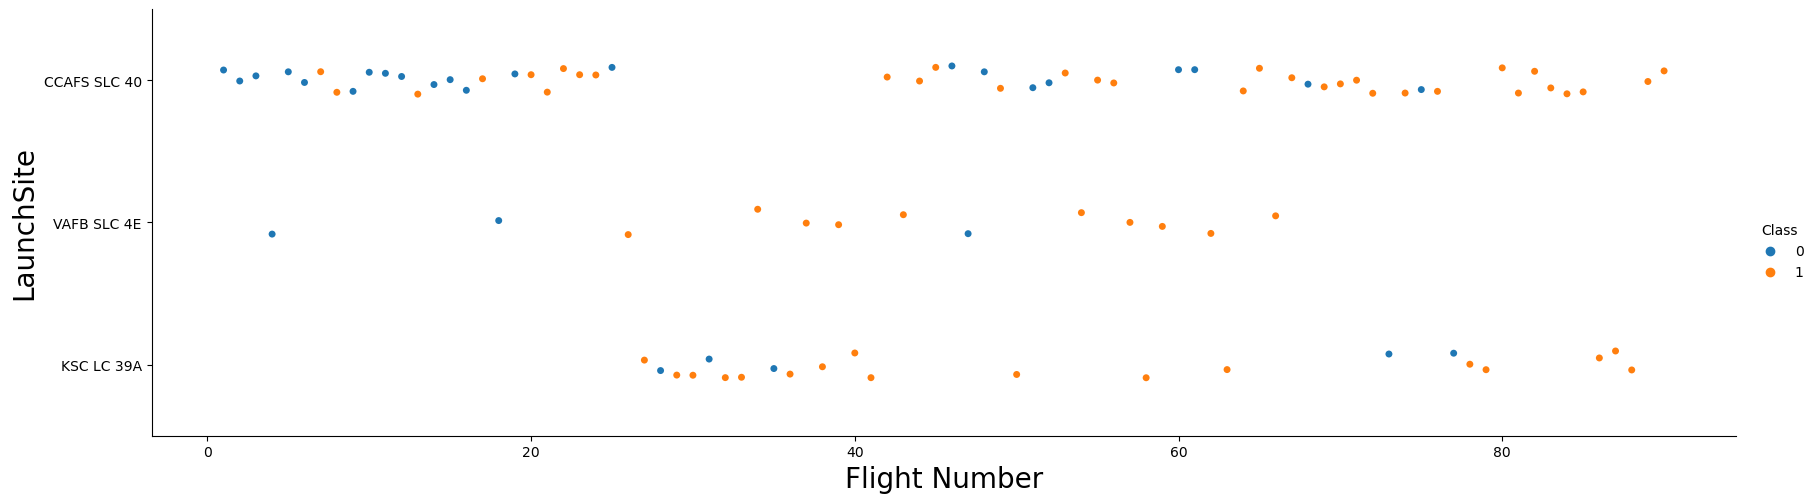 LaunchSite
CCAFS SLC 40
VAFB SLC 4E
KSC LC 39A
0
20
40
60
80
Flight Number
Class
0
1